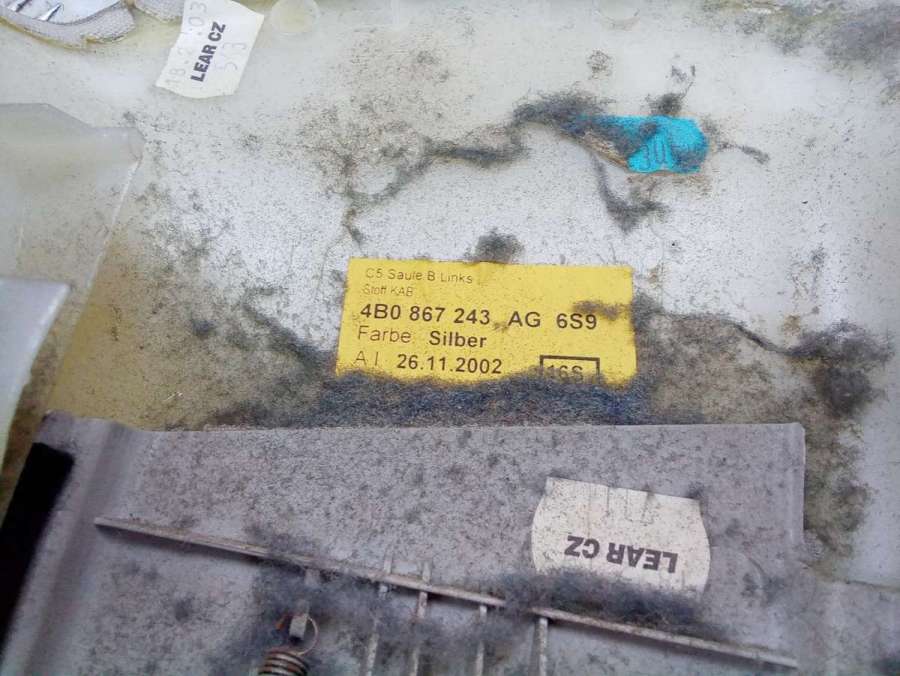 LEAR CZ
30
C5 Saule B Links
Stoff KAB
4B0 867 243 AG 6S9
Farbe Silber
A I 26.11.2002 16S
LEAR CZ